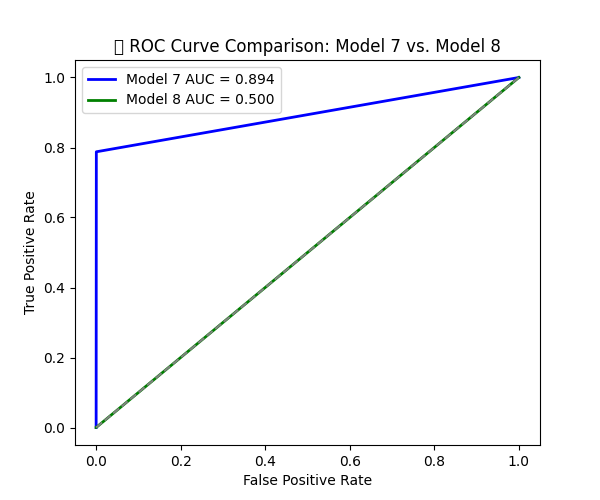 ROC Curve Comparison: Model 7 vs. Model 8
Model 7 AUC = 0.894
Model 8 AUC = 0.500
True Positive Rate
1.0
0.8
0.6
0.4
0.2
0.0
0.0 0.2 0.4 0.6 0.8 1.0
False Positive Rate